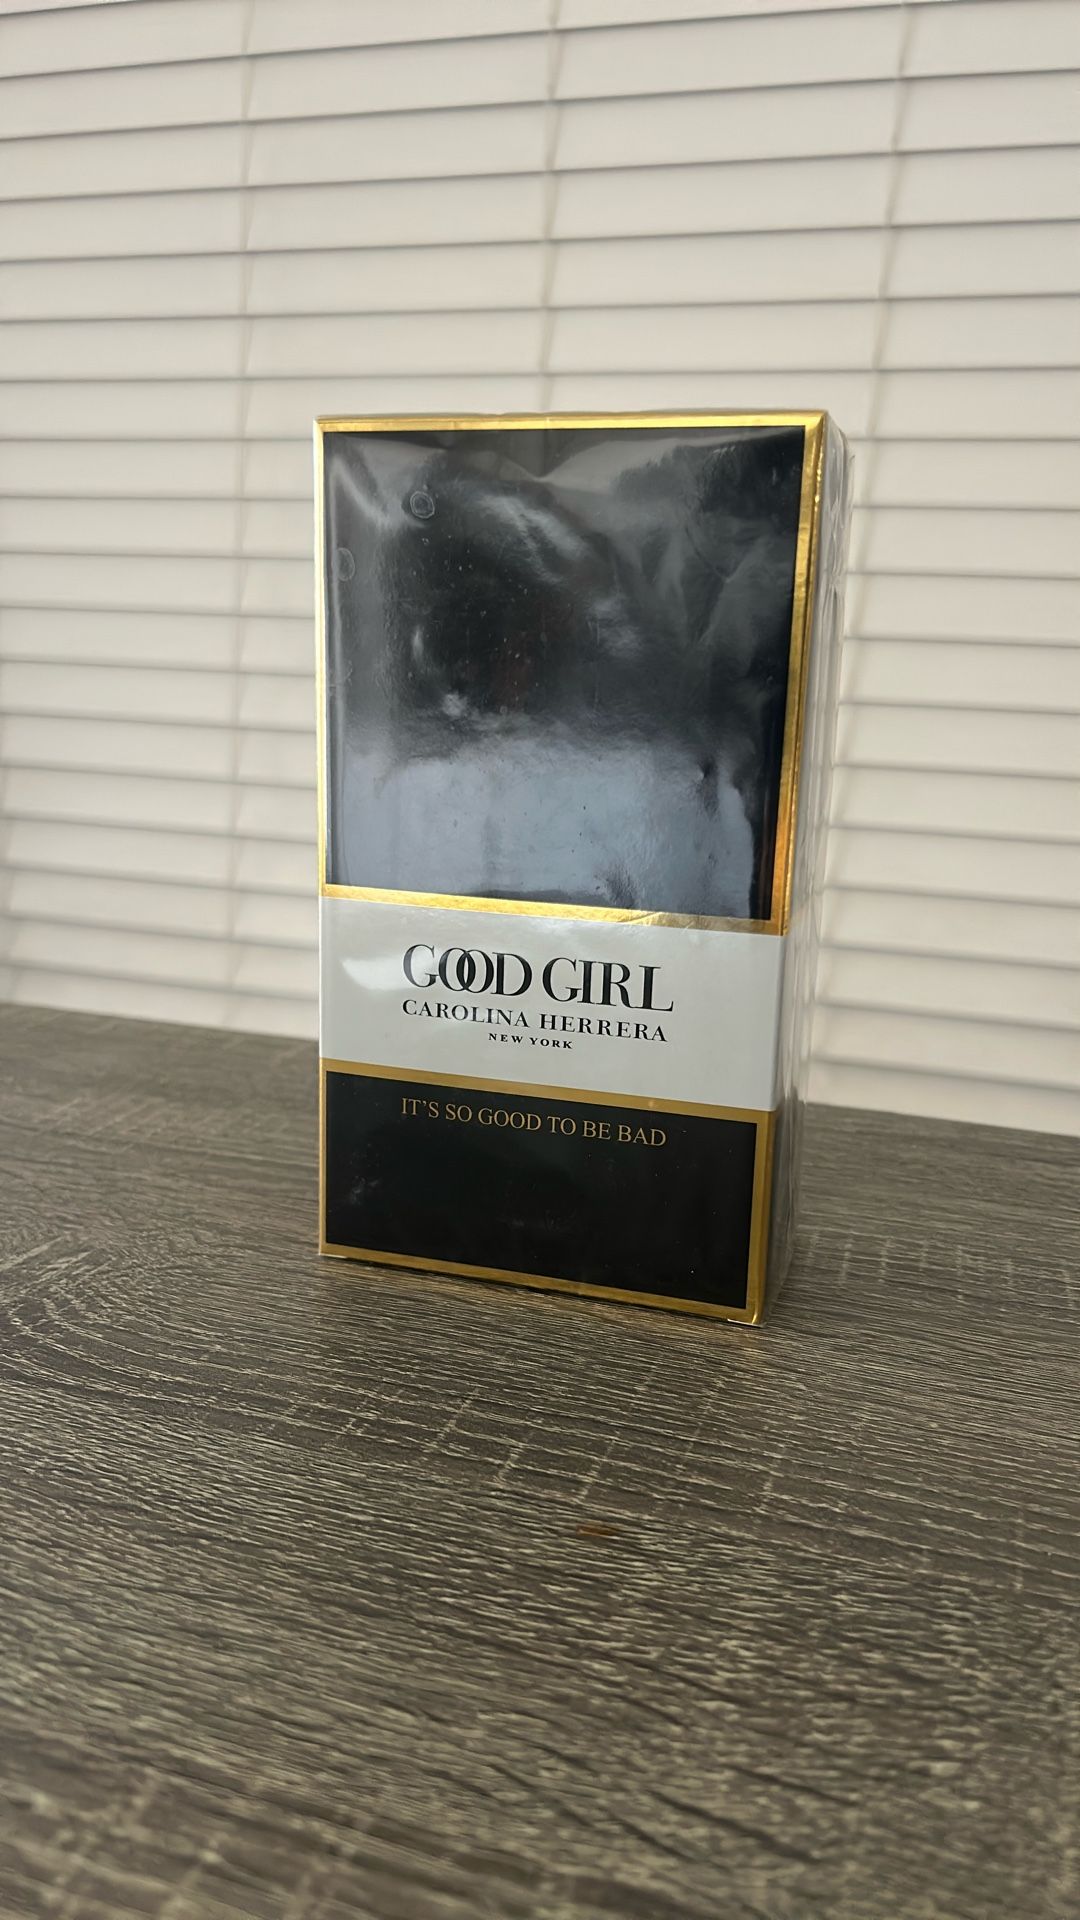 GOOD GIRL
CAROLINA HERRERA
NEW YORK
IT'S SO GOOD TO BE BAD